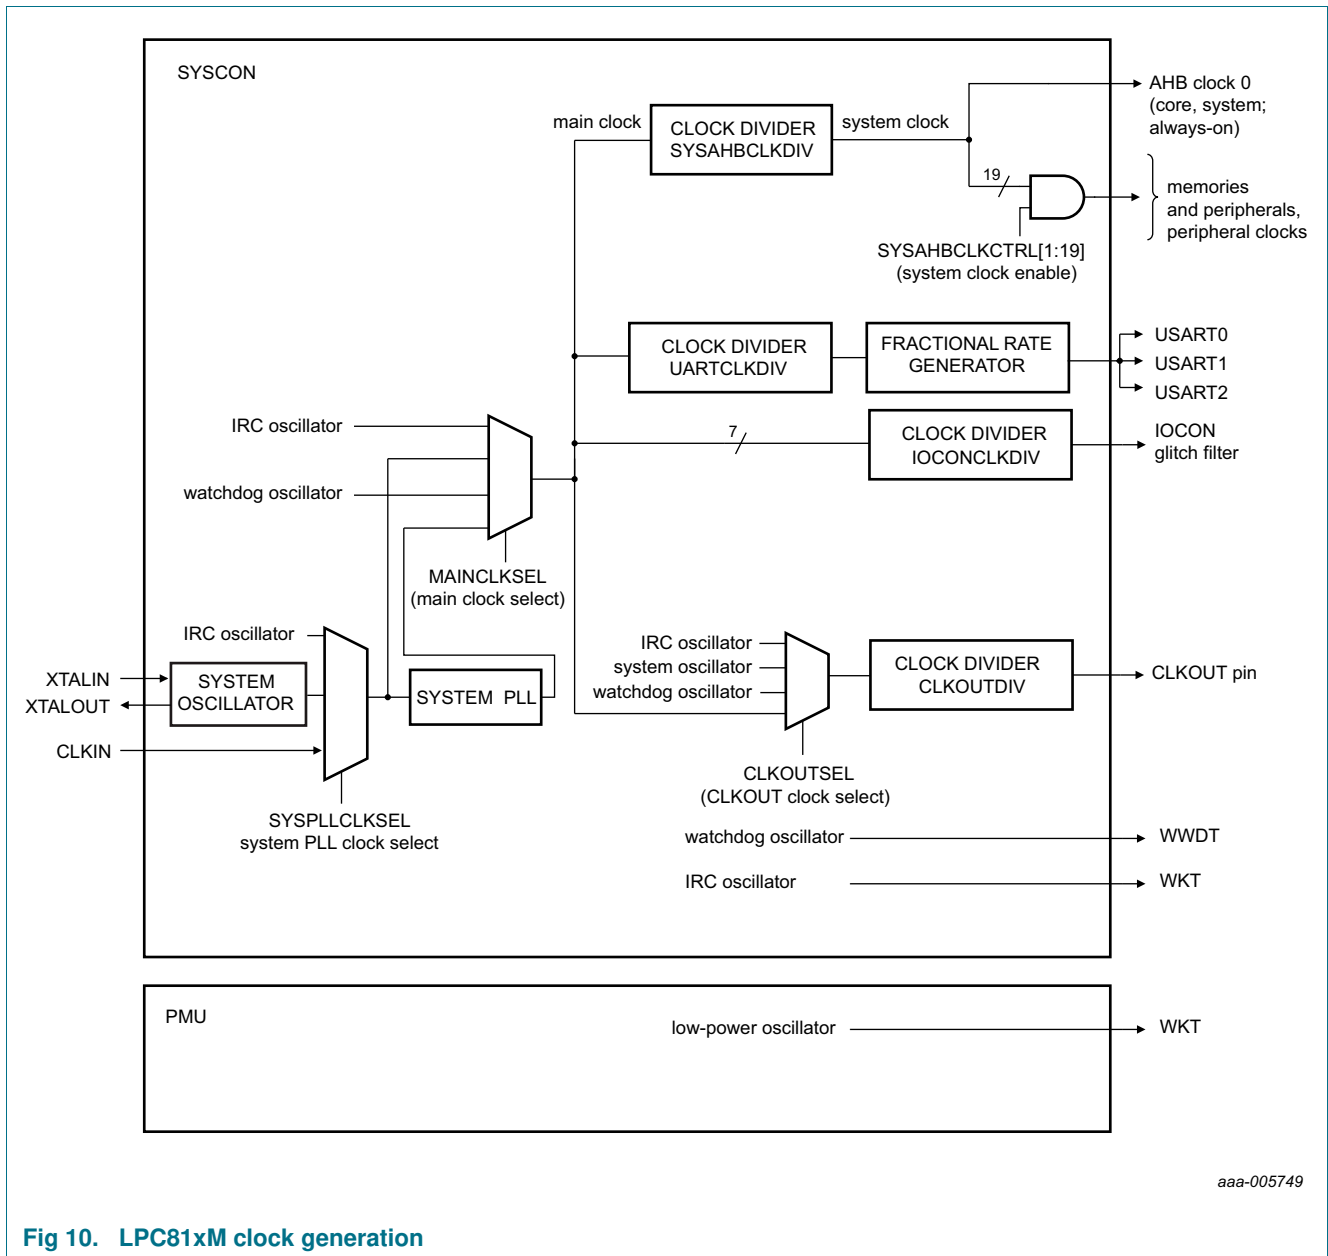 SYSCON
AHB clock 0
(core, system;
always-on)
main clock
CLOCK DIVIDER
SYSAHBCLKDIV
system clock
19
memories
and peripherals,
peripheral clocks
SYSAHBCLKCTRL[1:19]
(system clock enable)
CLOCK DIVIDER
UARTCLKDIV
FRACTIONAL RATE
GENERATOR
USART0
USART1
USART2
IRC oscillator
7
CLOCK DIVIDER
IOCONCLKDIV
IOCON
glitch filter
watchdog oscillator
MAINCLKSEL
(main clock select)
IRC oscillator
XTALIN
XTALOUT
SYSTEM
OSCILLATOR
CLKIN
SYSTEM PLL
SYSPLLCLKSEL
system PLL clock select
IRC oscillator
system oscillator
watchdog oscillator
CLOCK DIVIDER
CLKOUTDIV
CLKOUT pin
CLKOUTSEL
(CLKOUT clock select)
watchdog oscillator
WWDT
IRC oscillator
WKT
PMU
low-power oscillator
WKT
aaa-005749
Fig 10. LPC81xM clock generation